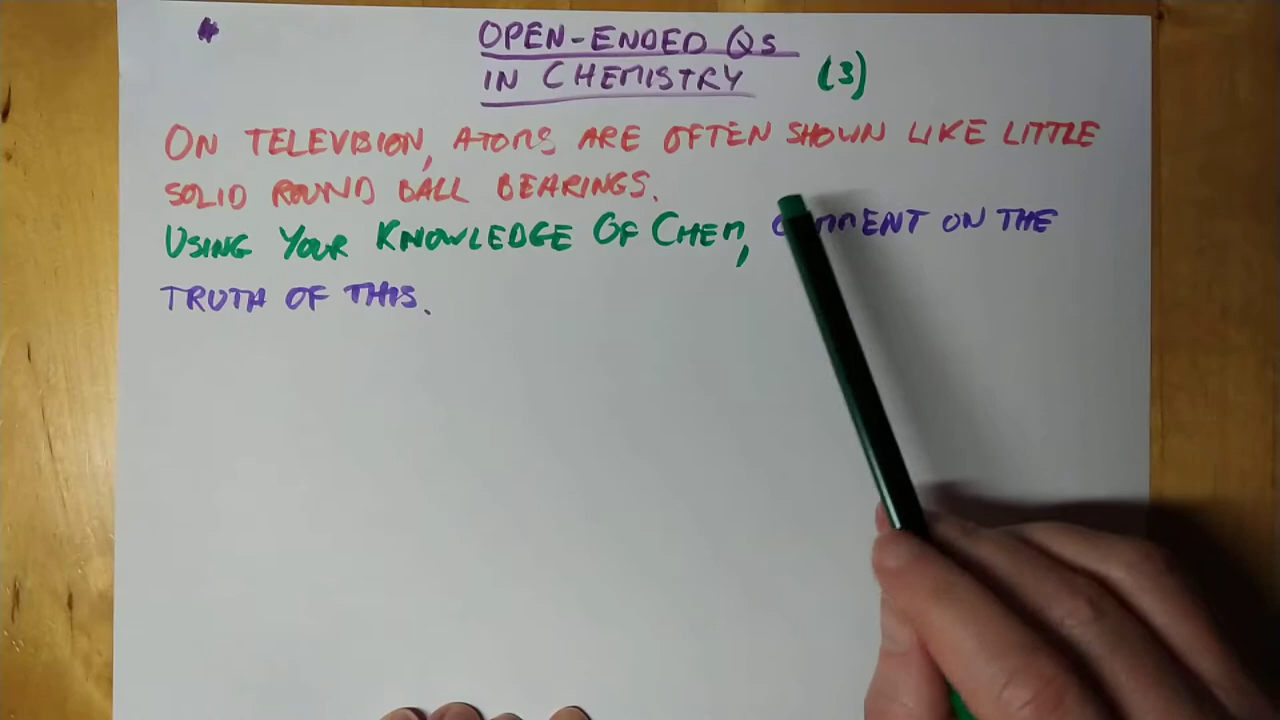 OPEN-ENDED Qs
IN CHEMISTRY (3)
ON TELEVISION, ATOMS ARE OFTEN SHOWN LIKE LITTLE
SOLID ROUND BALL BEARINGS.
USING YOUR KNOWLEDGE OF CHEM, COMMENT ON THE
TRUTH OF THIS.